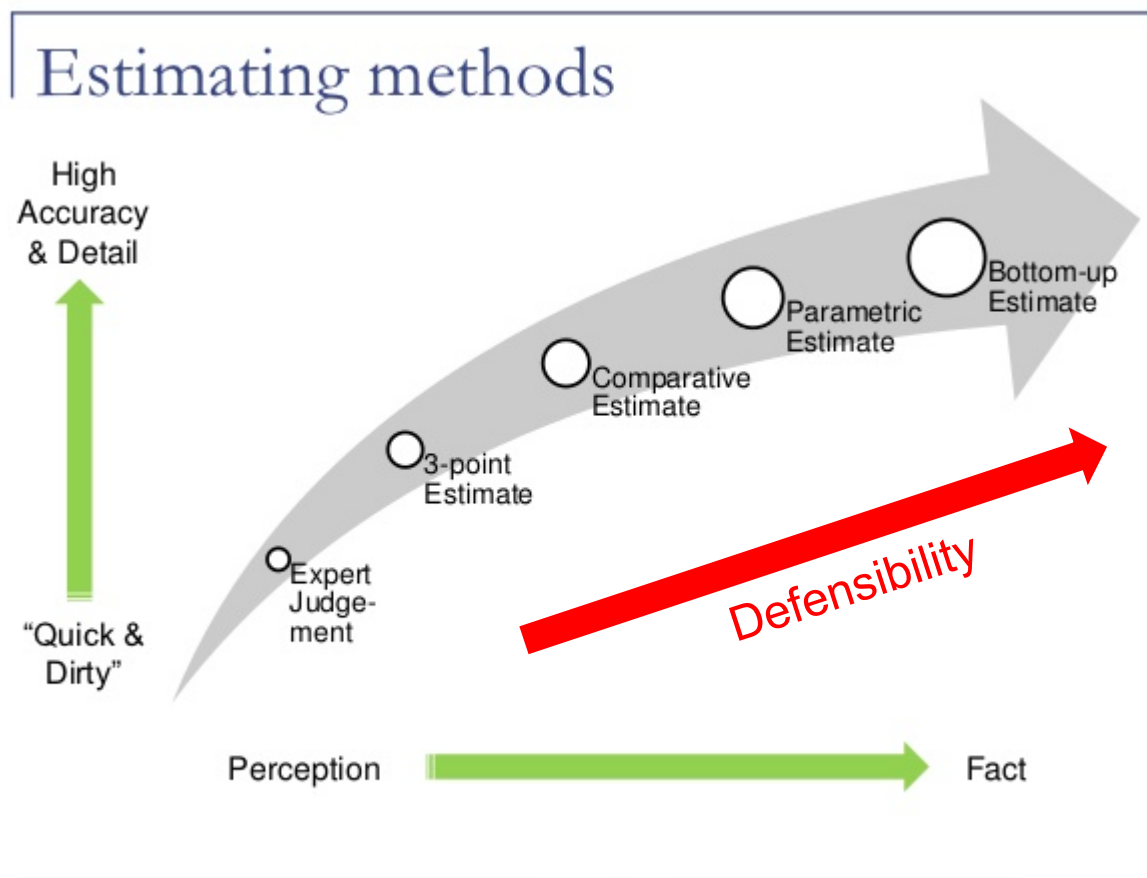 Estimating methods
High
Accuracy
& Detail
“Quick &
Dirty”
Expert
Judge-
ment
3-point
Estimate
Comparative
Estimate
Parametric
Estimate
Bottom-up
Estimate
Defensibility
Perception
Fact